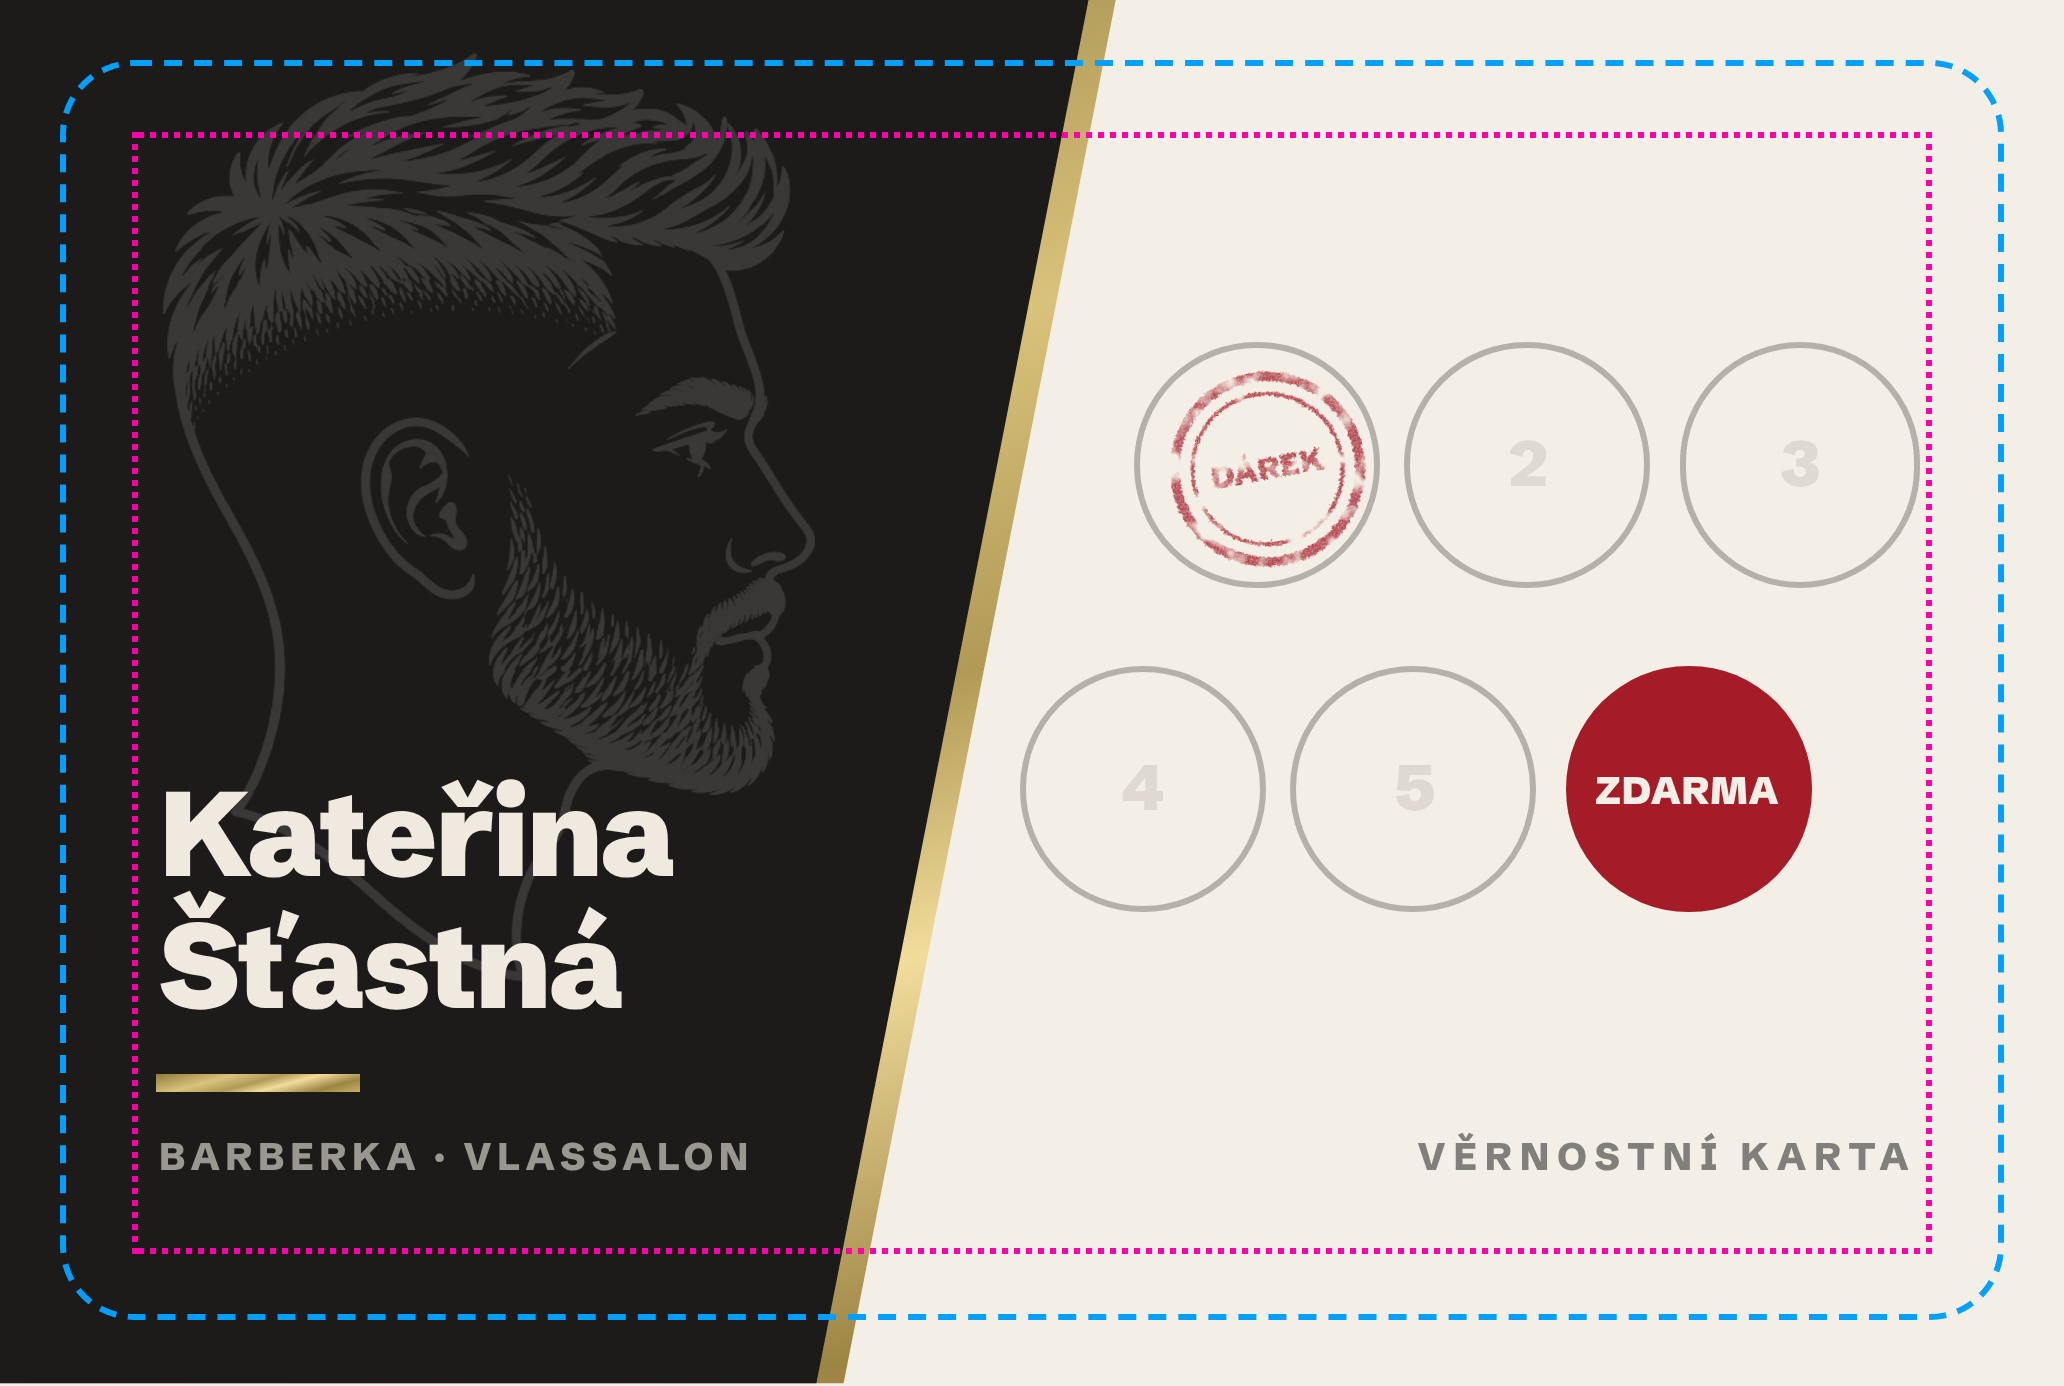 Kateřina
Šťastná
BARBERKA · VLASSALON
DÁREK
2
3
4
5
ZDARMA
VĚRNOSTNÍ KARTA